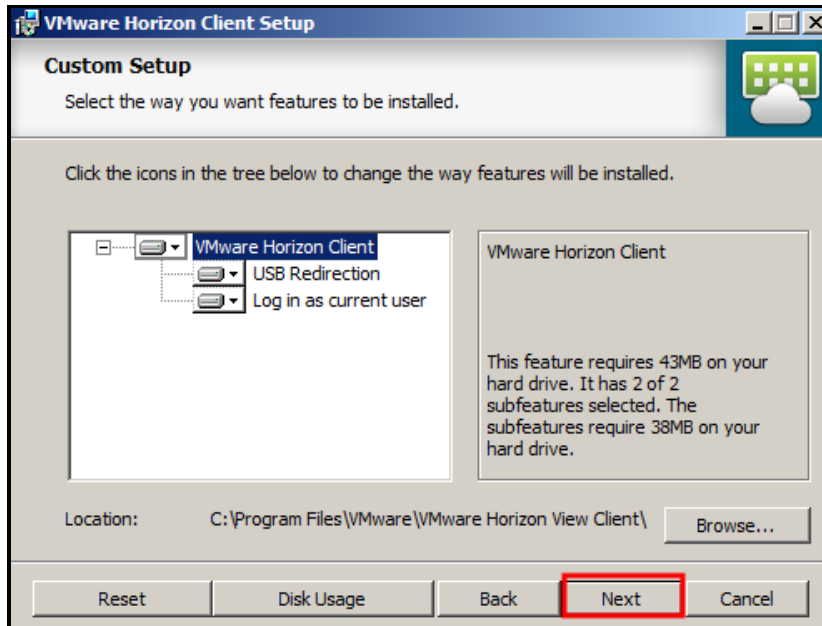 VMware Horizon Client Setup
Custom Setup
Select the way you want features to be installed.
Click the icons in the tree below to change the way features will be installed.
VMware Horizon Client
USB Redirection
Log in as current user
VMware Horizon Client
This feature requires 43MB on your
hard drive. It has 2 of 2
subfeatures selected. The
subfeatures require 38MB on your
hard drive.
Location: C:\Program Files\VMware\VMware Horizon View Client\ Browse...
Reset Disk Usage Back Next Cancel